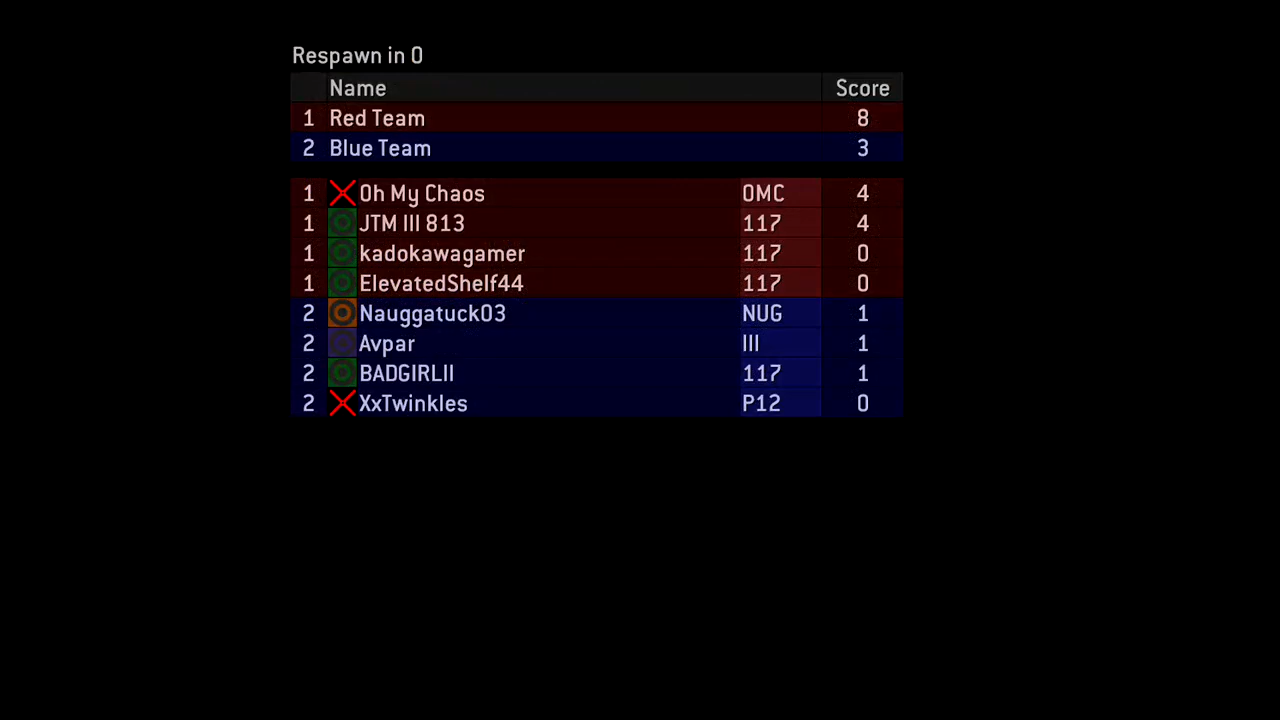 Respawn in 0
Name Score
1 Red Team 8
2 Blue Team 3
1 Oh My Chaos OMC 4
1 JTM III 813 117 4
1 kadokawagamer 117 0
1 ElevatedShelf44 117 0
2 Nauggatuck03 NUG 1
2 Avpar III 1
2 BADGIRLII 117 1
2 XxTwinkles P12 0